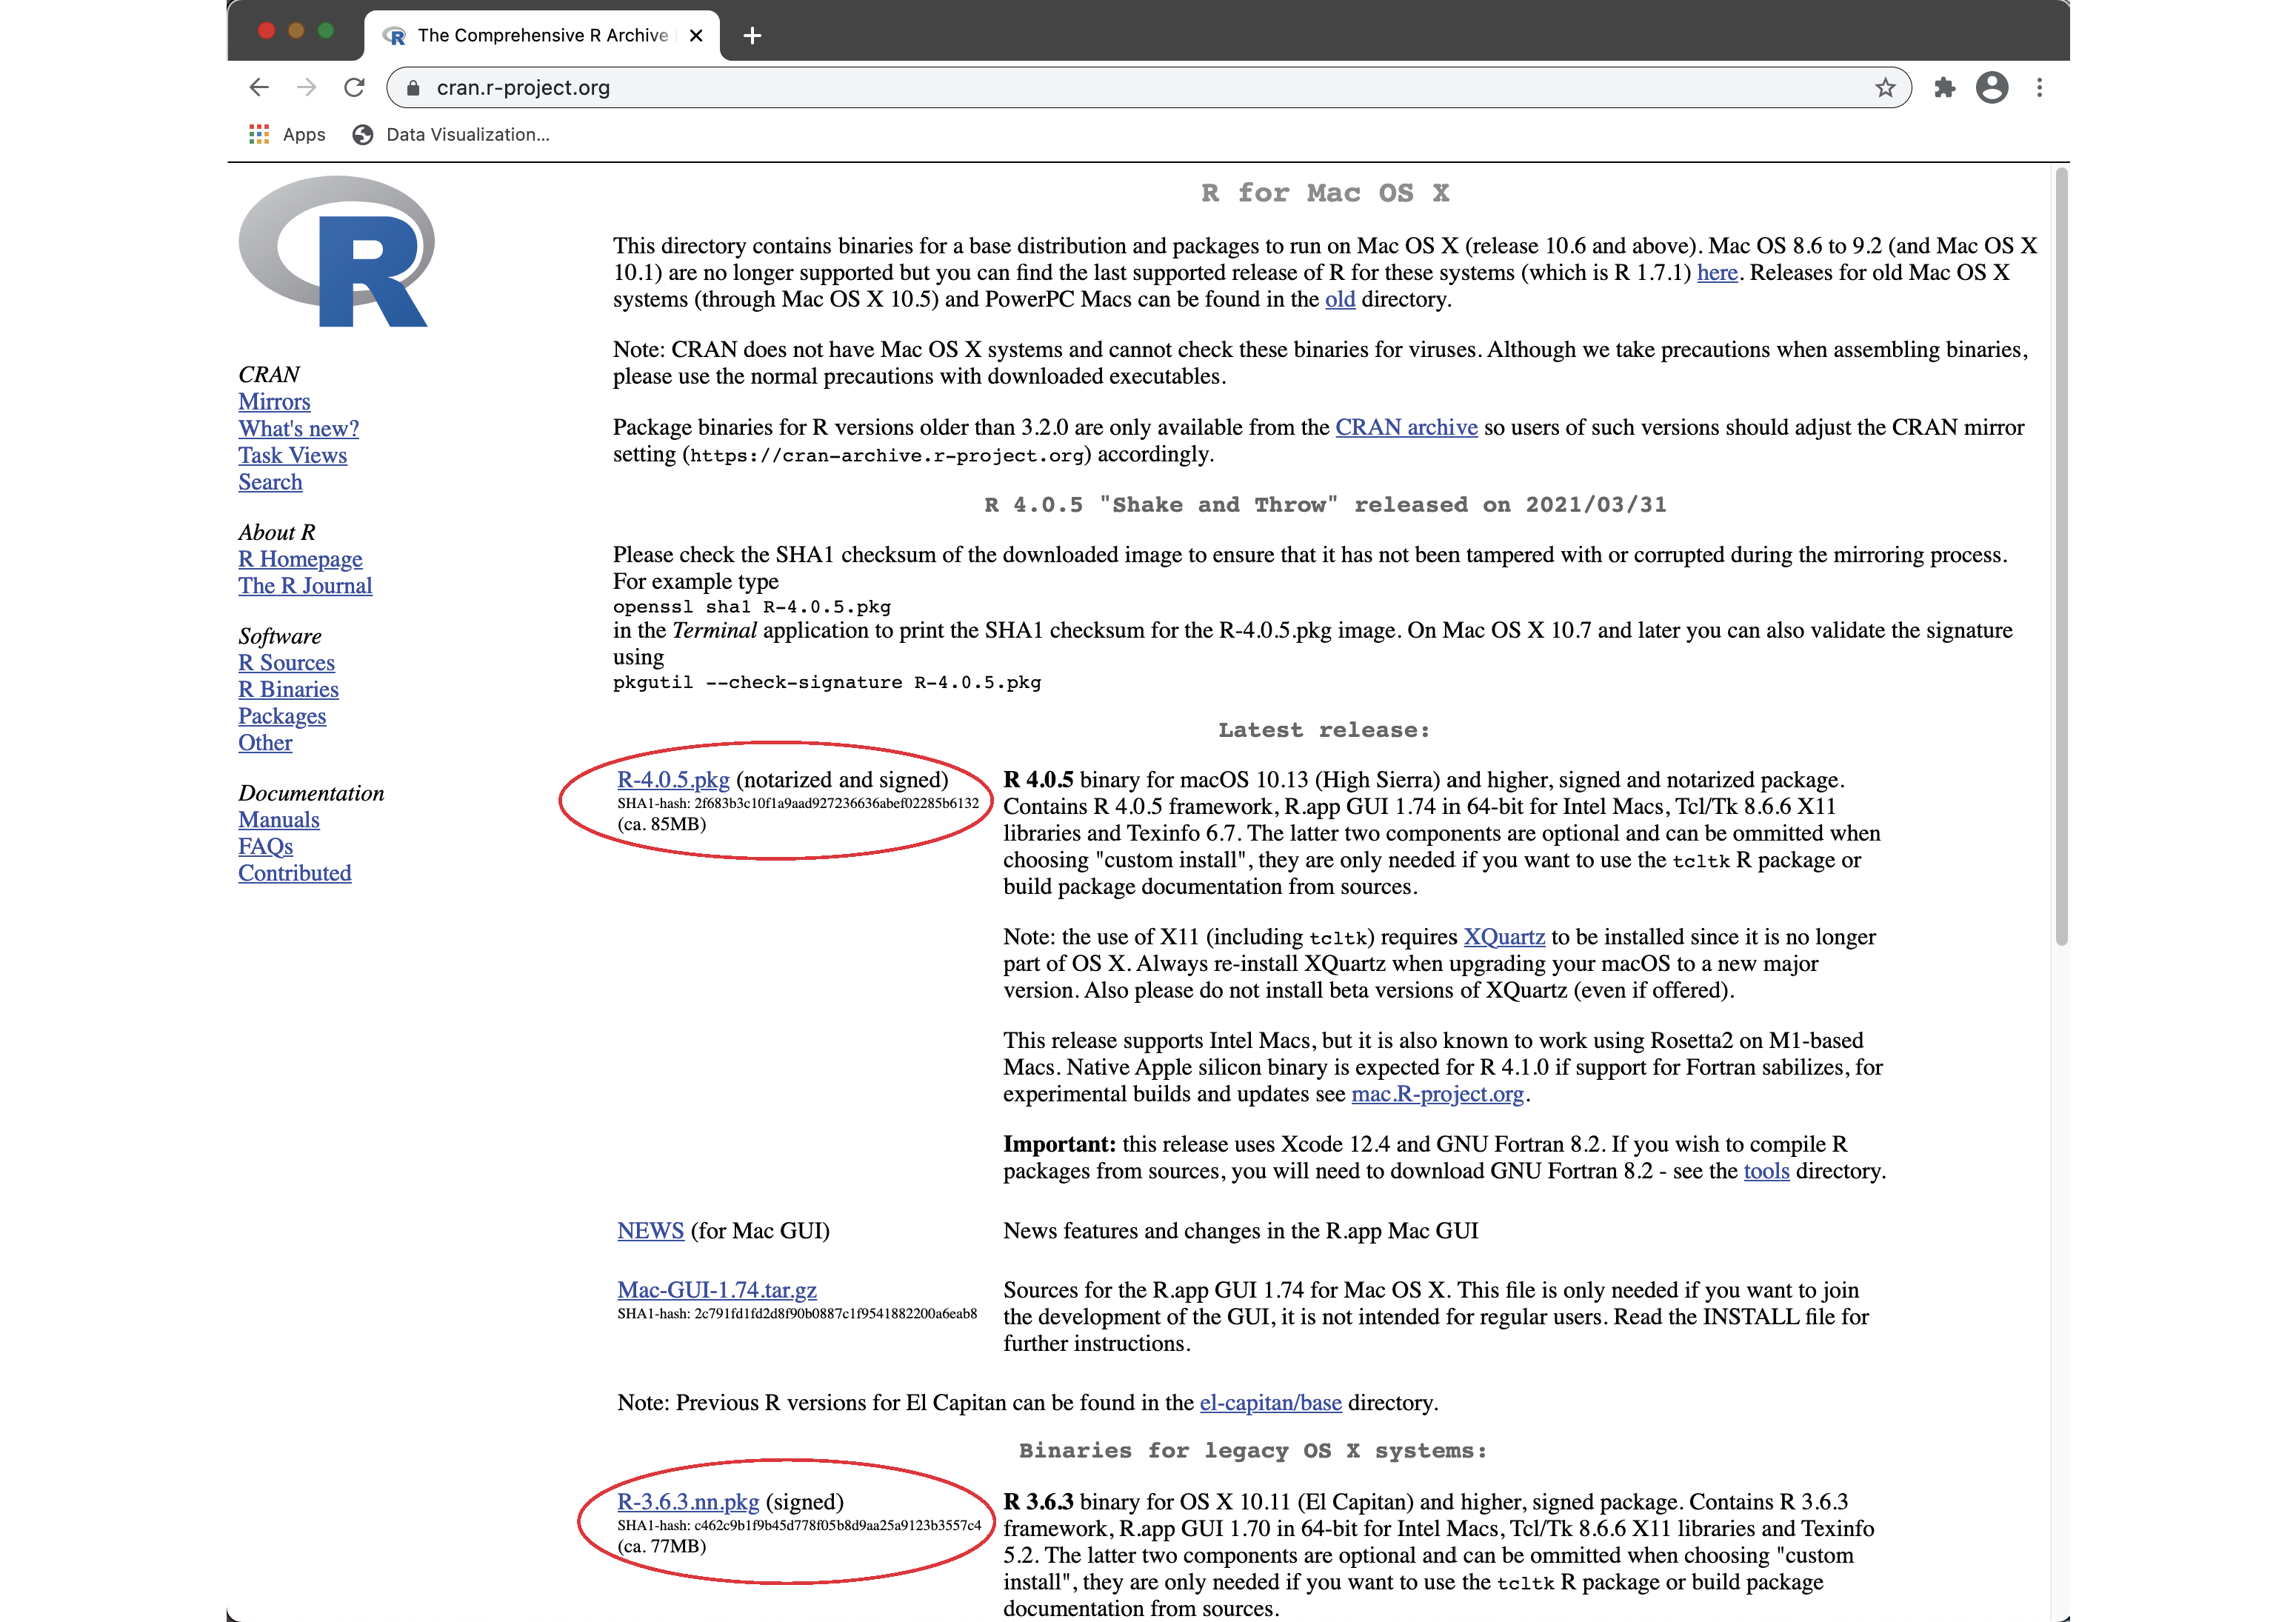 The Comprehensive R Archive
cran.r-project.org
Apps
Data Visualization...
R
CRAN
Mirrors
What's new?
Task Views
Search
About R
R Homepage
The R Journal
Software
R Sources
R Binaries
Packages
Other
Documentation
Manuals
FAQs
Contributed
R for Mac OS X
This directory contains binaries for a base distribution and packages to run on Mac OS X (release 10.6 and above). Mac OS 8.6 to 9.2 (and Mac OS X
10.1) are no longer supported but you can find the last supported release of R for these systems (which is R 1.7.1) here. Releases for old Mac OS X
systems (through Mac OS X 10.5) and PowerPC Macs can be found in the old directory.
Note: CRAN does not have Mac OS X systems and cannot check these binaries for viruses. Although we take precautions when assembling binaries,
please use the normal precautions with downloaded executables.
Package binaries for R versions older than 3.2.0 are only available from the CRAN archive so users of such versions should adjust the CRAN mirror
setting (https://cran-archive.r-project.org) accordingly.
R 4.0.5 "Shake and Throw" released on 2021/03/31
Please check the SHA1 checksum of the downloaded image to ensure that it has not been tampered with or corrupted during the mirroring process.
For example type
openssl sha1 R-4.0.5.pkg
in the Terminal application to print the SHA1 checksum for the R-4.0.5.pkg image. On Mac OS X 10.7 and later you can also validate the signature
using
pkgutil --check-signature R-4.0.5.pkg
Latest release:
R-4.0.5.pkg (notarized and signed)
SHA1-hash: 2f683b3c10f1a9aad927236636abef02285b6132
(ca. 85MB)
R 4.0.5 binary for macOS 10.13 (High Sierra) and higher, signed and notarized package.
Contains R 4.0.5 framework, R.app GUI 1.74 in 64-bit for Intel Macs, Tcl/Tk 8.6.6 X11
libraries and Texinfo 6.7. The latter two components are optional and can be ommitted when
choosing "custom install", they are only needed if you want to use the tcltk R package or
build package documentation from sources.
Note: the use of X11 (including tcltk) requires XQuartz to be installed since it is no longer
part of OS X. Always re-install XQuartz when upgrading your macOS to a new major
version. Also please do not install beta versions of XQuartz (even if offered).
This release supports Intel Macs, but it is also known to work using Rosetta2 on M1-based
Macs. Native Apple silicon binary is expected for R 4.1.0 if support for Fortran sabilizes, for
experimental builds and updates see mac.R-project.org.
Important: this release uses Xcode 12.4 and GNU Fortran 8.2. If you wish to compile R
packages from sources, you will need to download GNU Fortran 8.2 - see the tools directory.
NEWS (for Mac GUI)
News features and changes in the R.app Mac GUI
Mac-GUI-1.74.tar.gz
SHA1-hash: 2c791fd1fd2d8f90b0887c1f9541882200a6eab8
Sources for the R.app GUI 1.74 for Mac OS X. This file is only needed if you want to join
the development of the GUI, it is not intended for regular users. Read the INSTALL file for
further instructions.
Note: Previous R versions for El Capitan can be found in the el-capitan/base directory.
Binaries for legacy OS X systems:
R-3.6.3.nn.pkg (signed)
SHA1-hash: c462c9b1f9b45d778f05b8d9aa25a9123b3557c4
(ca. 77MB)
R 3.6.3 binary for OS X 10.11 (El Capitan) and higher, signed package. Contains R 3.6.3
framework, R.app GUI 1.70 in 64-bit for Intel Macs, Tcl/Tk 8.6.6 X11 libraries and Texinfo
5.2. The latter two components are optional and can be ommitted when choosing "custom
install", they are only needed if you want to use the tcltk R package or build package
documentation from sources.